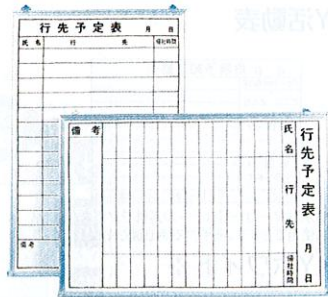 行先予定表 月 日
氏名 行 先 帰社時間
備考
行先予定表 月 日
氏名 行 先 帰社時間
備考